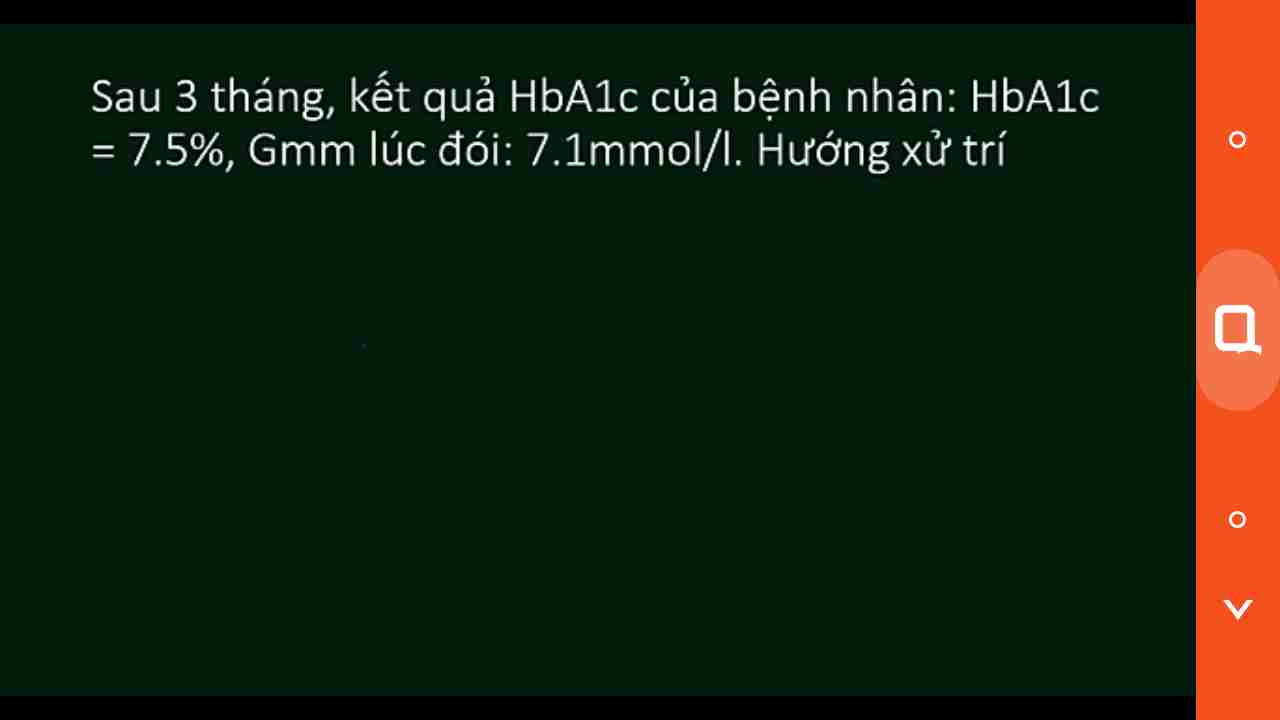 Sau 3 tháng, kết quả HbA1c của bệnh nhân: HbA1c
= 7.5%, Gmm lúc đói: 7.1mmol/l. Hướng xử trí